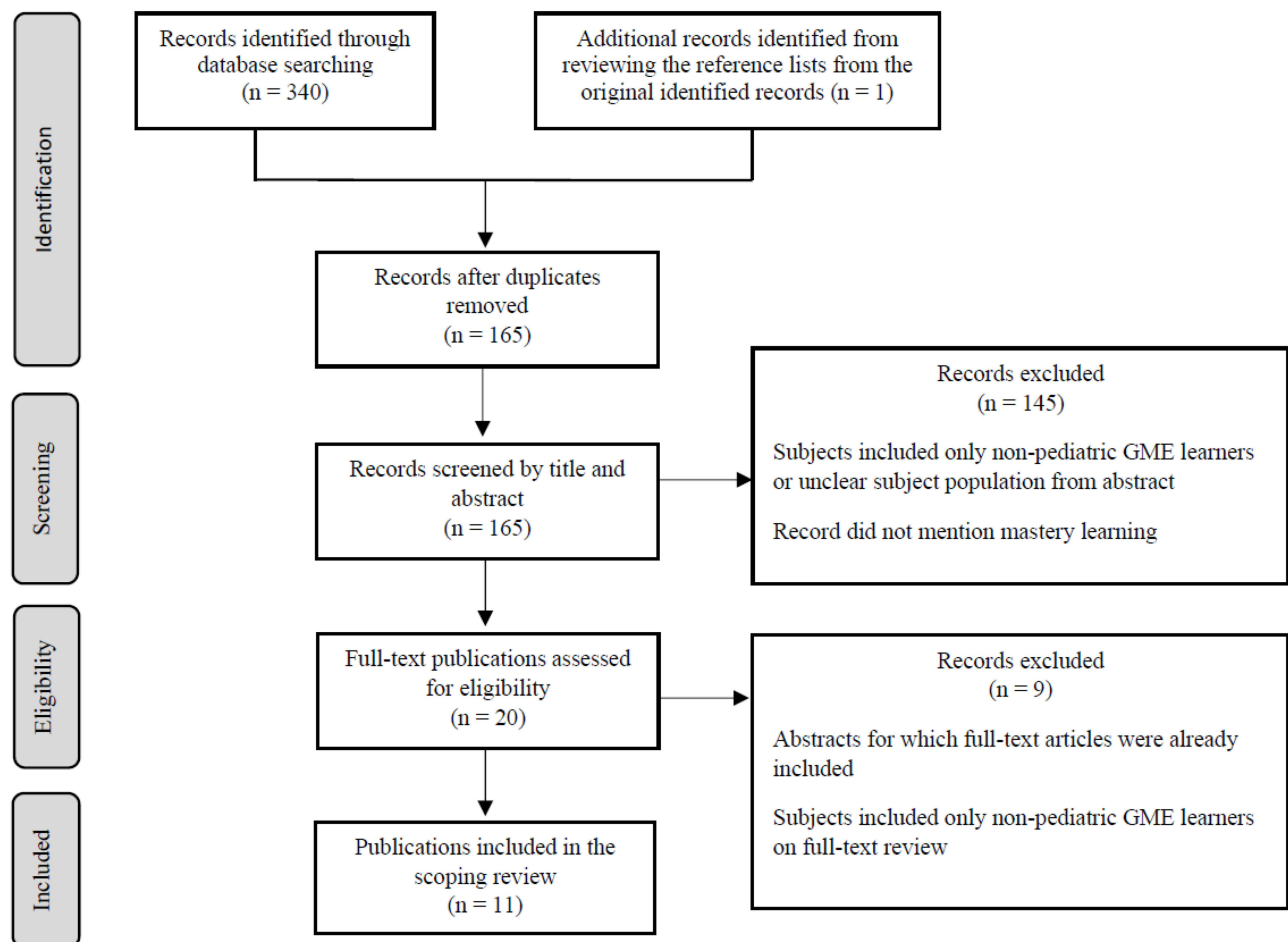 Identification
Records identified through
database searching
(n = 340)
Additional records identified from
reviewing the reference lists from the
original identified records (n = 1)
Records after duplicates
removed
(n = 165)
Screening
Records screened by title and
abstract
(n = 165)
Records excluded
(n = 145)
Subjects included only non-pediatric GME learners
or unclear subject population from abstract
Record did not mention mastery learning
Eligibility
Full-text publications assessed
for eligibility
(n = 20)
Records excluded
(n = 9)
Abstracts for which full-text articles were already
included
Subjects included only non-pediatric GME learners
on full-text review
Included
Publications included in the
scoping review
(n = 11)